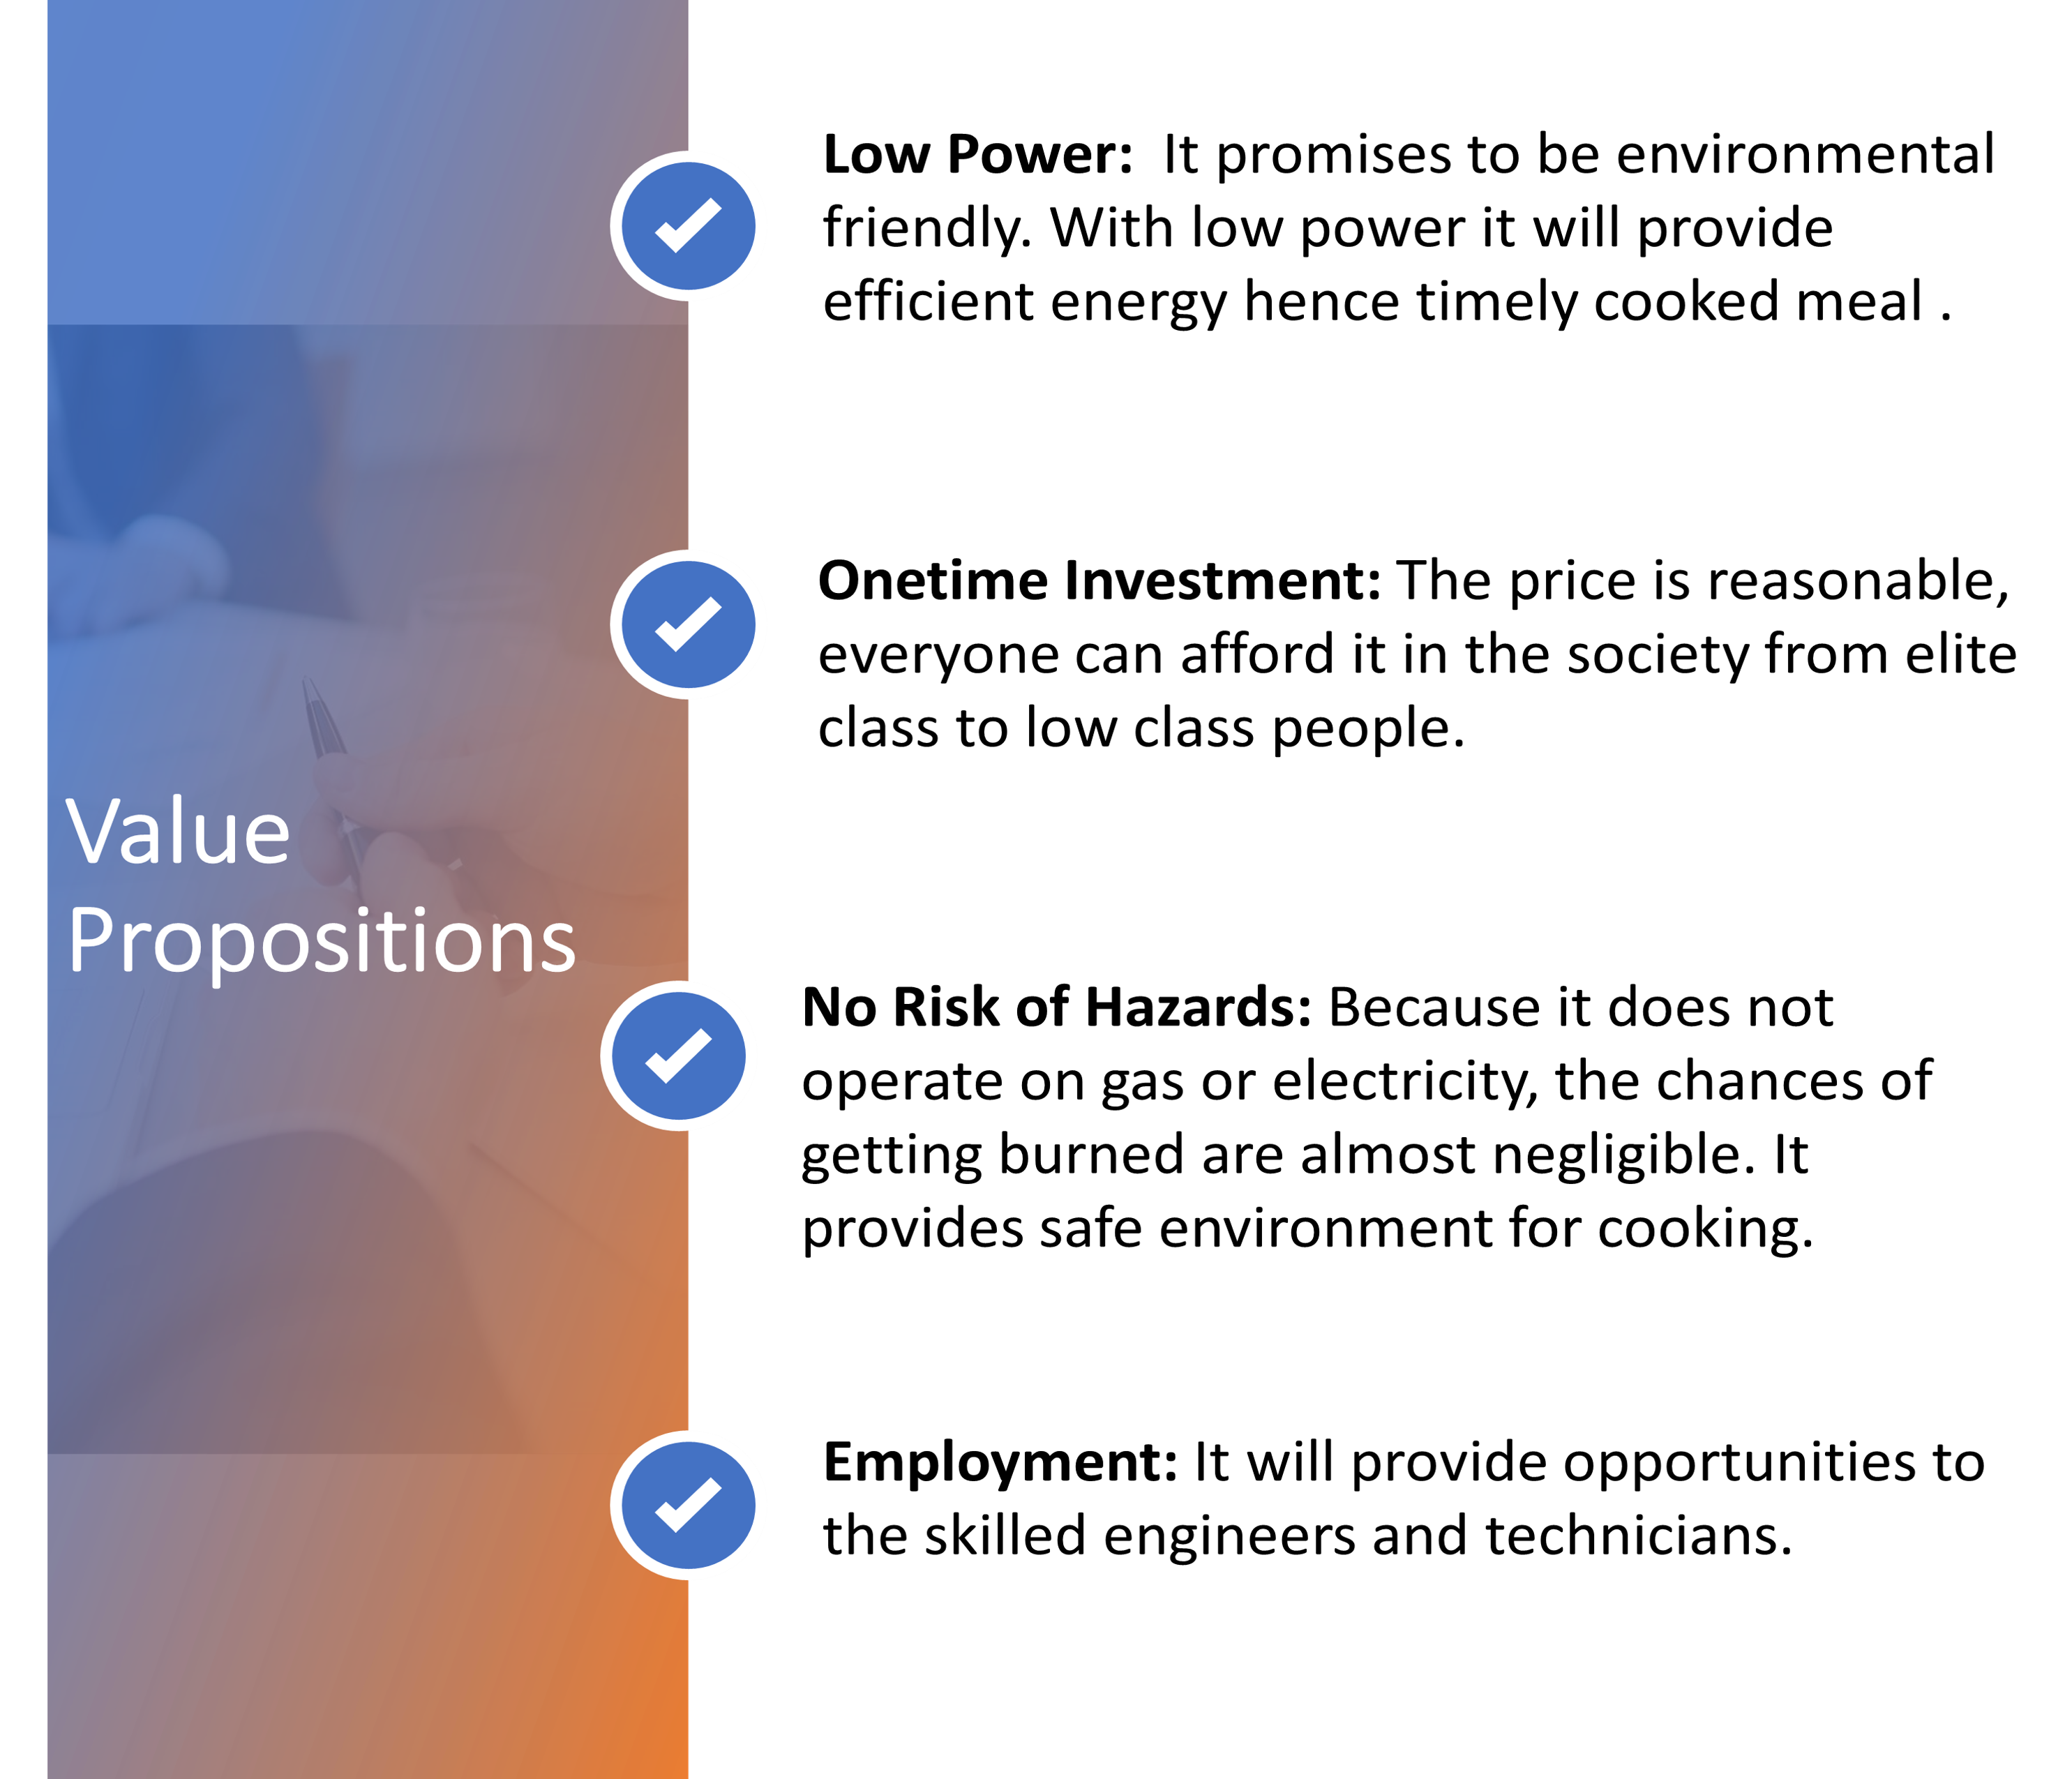 Value
Propositions
Low Power:  It promises to be environmental
friendly. With low power it will provide
efficient energy hence timely cooked meal .
Onetime Investment: The price is reasonable,
everyone can afford it in the society from elite
class to low class people.
No Risk of Hazards: Because it does not
operate on gas or electricity, the chances of
getting burned are almost negligible. It
provides safe environment for cooking.
Employment: It will provide opportunities to
the skilled engineers and technicians.